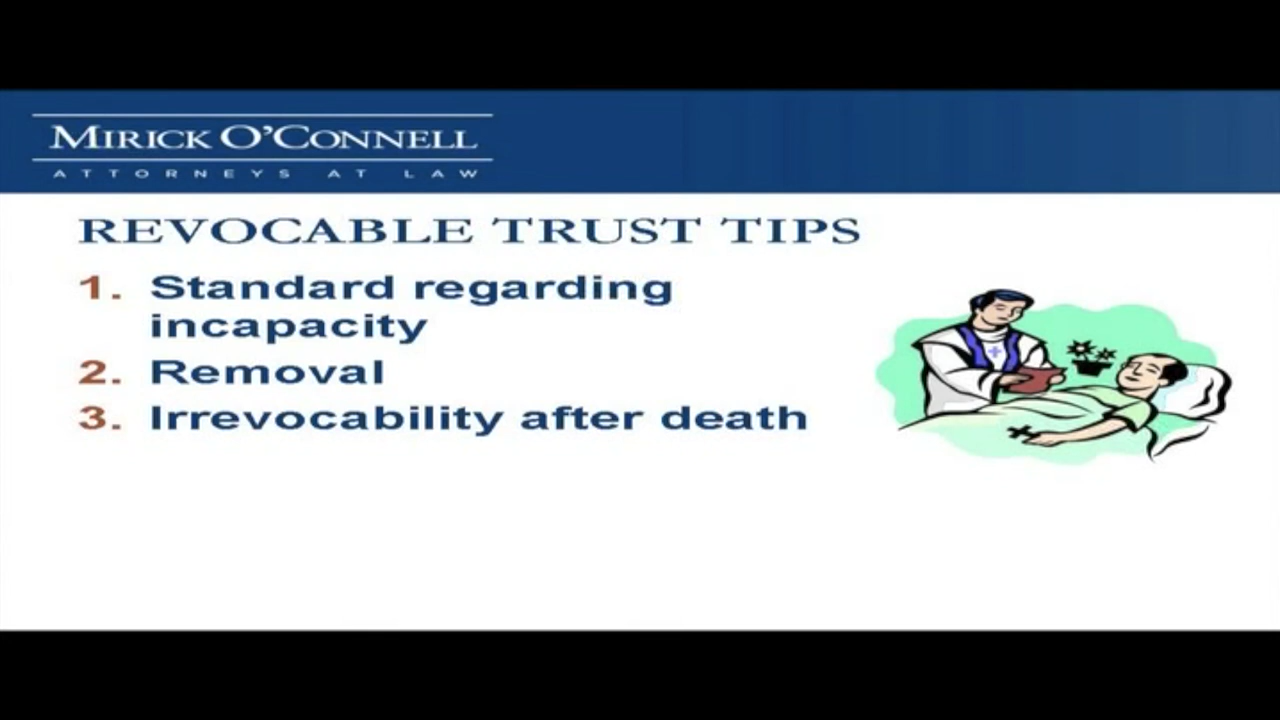 MIRICK O'CONNELL
ATTORNEYS AT LAW
REVOCABLE TRUST TIPS
1. Standard regarding
incapacity
2. Removal
3. Irrevocability after death